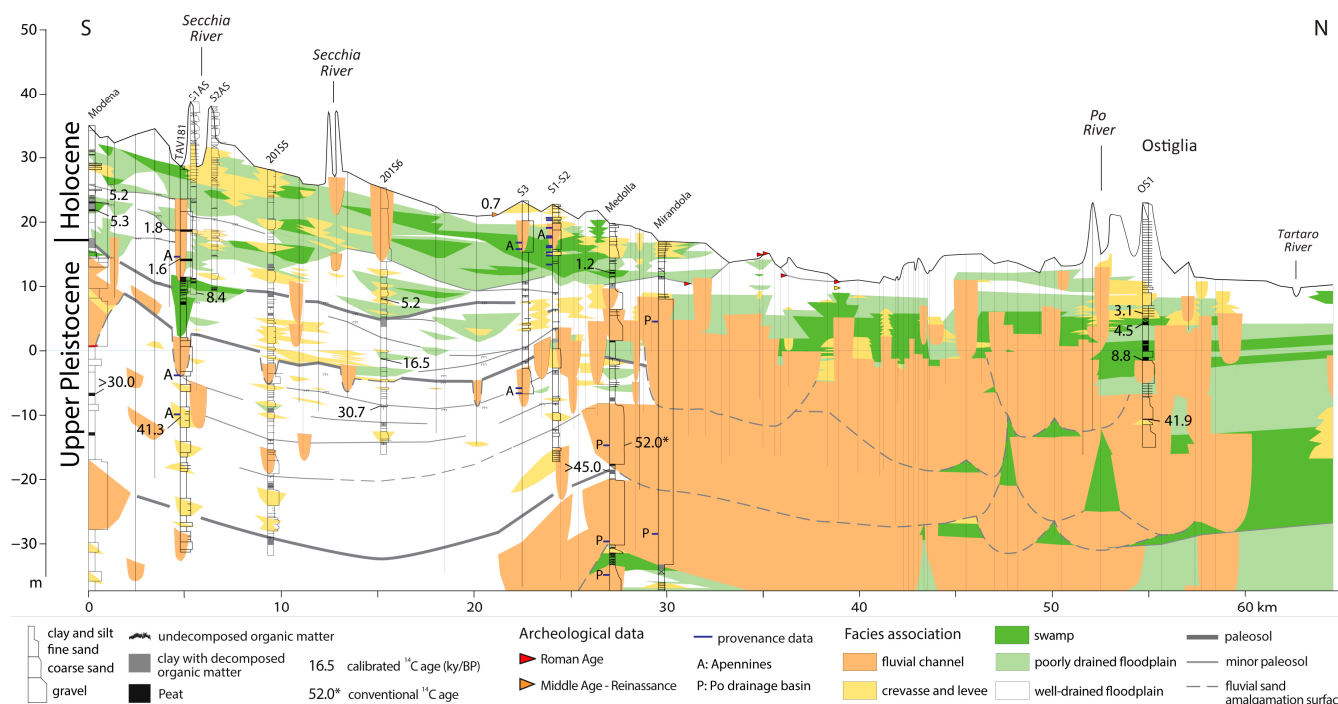 S
N
50
40
30
20
10
0
−10
−20
−30
m
Holocene
Upper Pleistocene
Secchia
River
Secchia
River
Po
River
Ostiglia
Tartaro
River
Modena
TAV181
S1AS
S2AS
201S5
201S6
S3
S1-S2
Medolla
Mirandola
OS1
5.2
5.3
1.8
A
1.6
8.4
>30.0
A
A
41.3
0.7
A
A
1.2
5.2
16.5
30.7
A
P
P
52.0*
>45.0
P
P
P
3.1
4.5
8.8
41.9
0
10
20
30
40
50
60 km
clay and silt
fine sand
coarse sand
gravel
undecomposed organic matter
clay with decomposed
organic matter
Peat
16.5 calibrated ¹⁴C age (ky/BP)
52.0* conventional ¹⁴C age
Archeological data
Roman Age
Middle Age - Reinassance
provenance data
A: Apennines
P: Po drainage basin
Facies association
fluvial channel
crevasse and levee
swamp
poorly drained floodplain
well-drained floodplain
paleosol
minor paleosol
fluvial sand
amalgamation surface